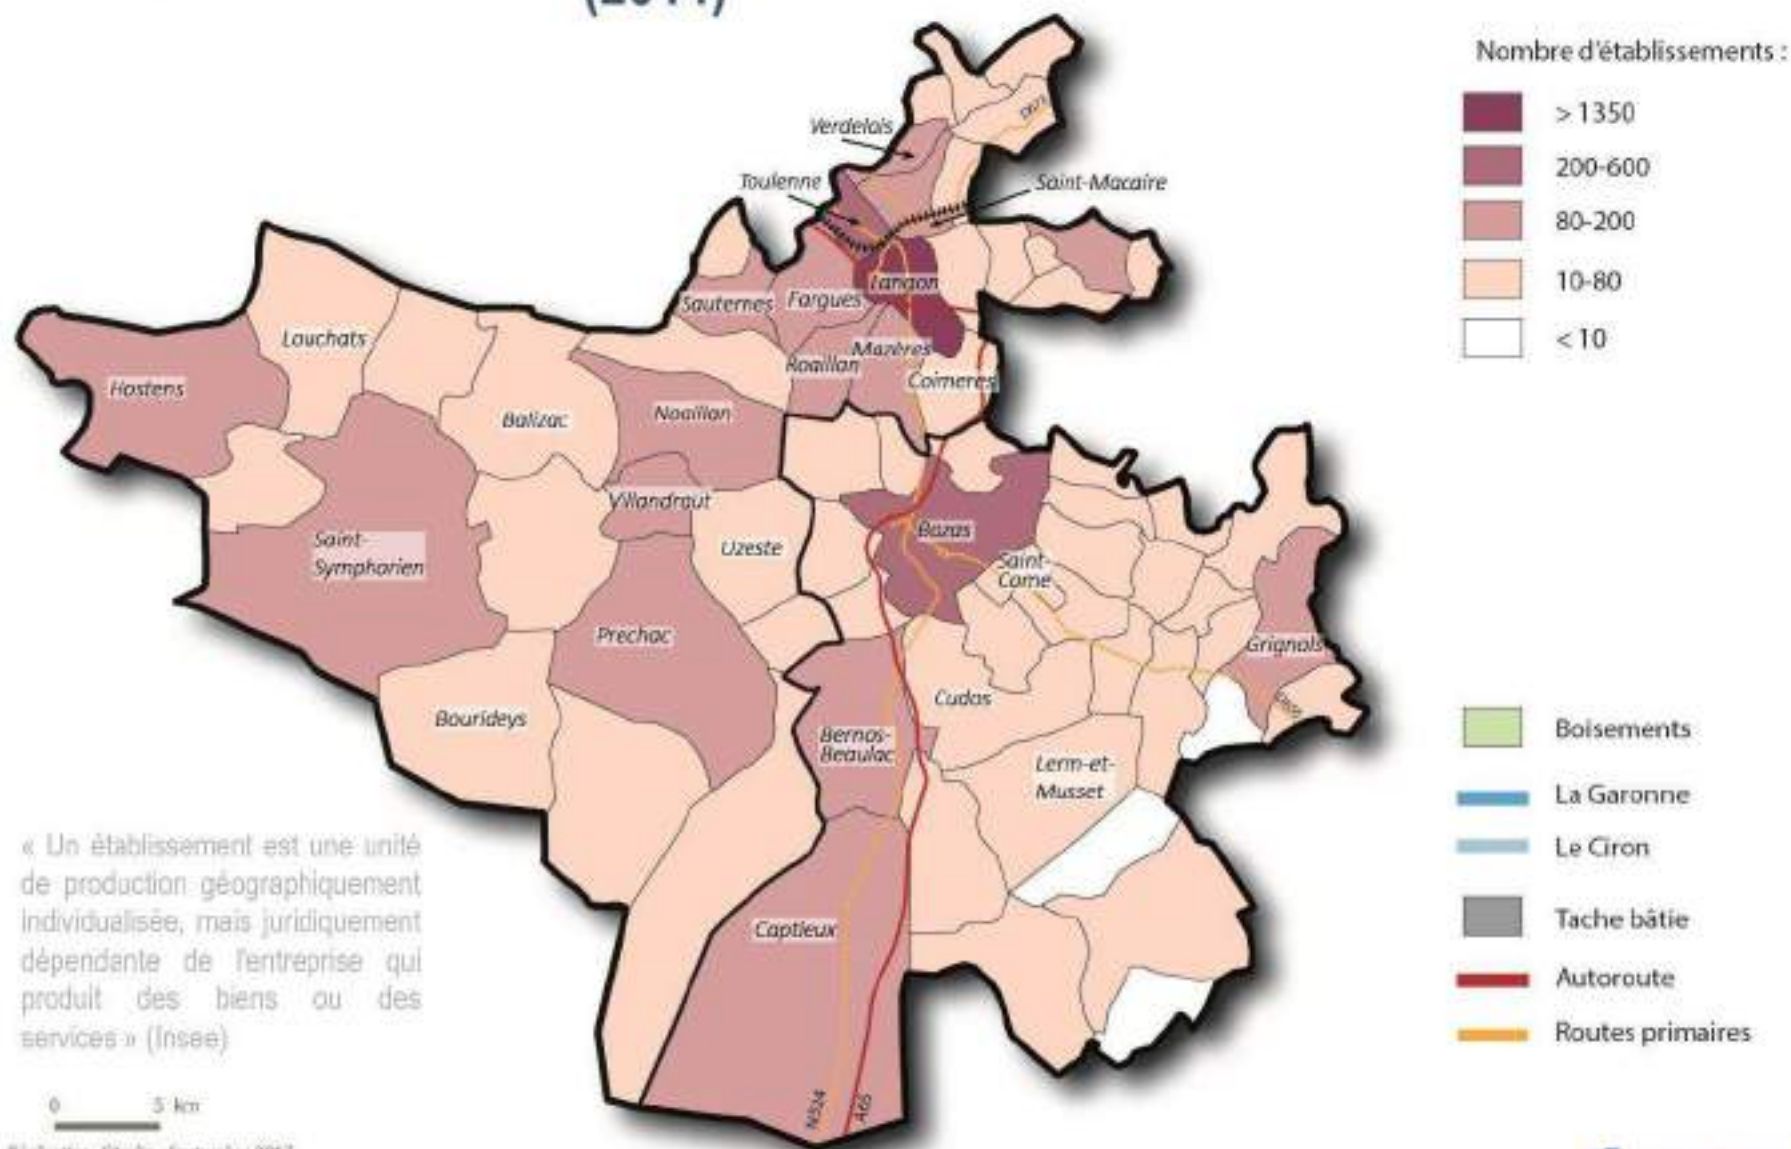 Nombre d'établissements :
> 1350
200-600
80-200
10-80
< 10
Verdelais
Toulenne
Saint-Macaire
Langon
Sauternes
Fargues
Mazères
Roaillan
Coimeres
Louchats
Hostens
Balizac
Noaillan
Villandraut
Uzeste
Saint-
Symphorien
Bazas
Saint-
Come
Prechac
Grignols
Bourideys
Cudos
Bernos-
Beaulac
Lerm-et-
Musset
Captieux
N524
A65
Boisements
La Garonne
Le Ciron
Tache bâtie
Autoroute
Routes primaires
« Un établissement est une unité
de production géographiquement
individualisée, mais juridiquement
dépendante de l'entreprise qui
produit des biens ou des
services » (Insee)
0 5 km